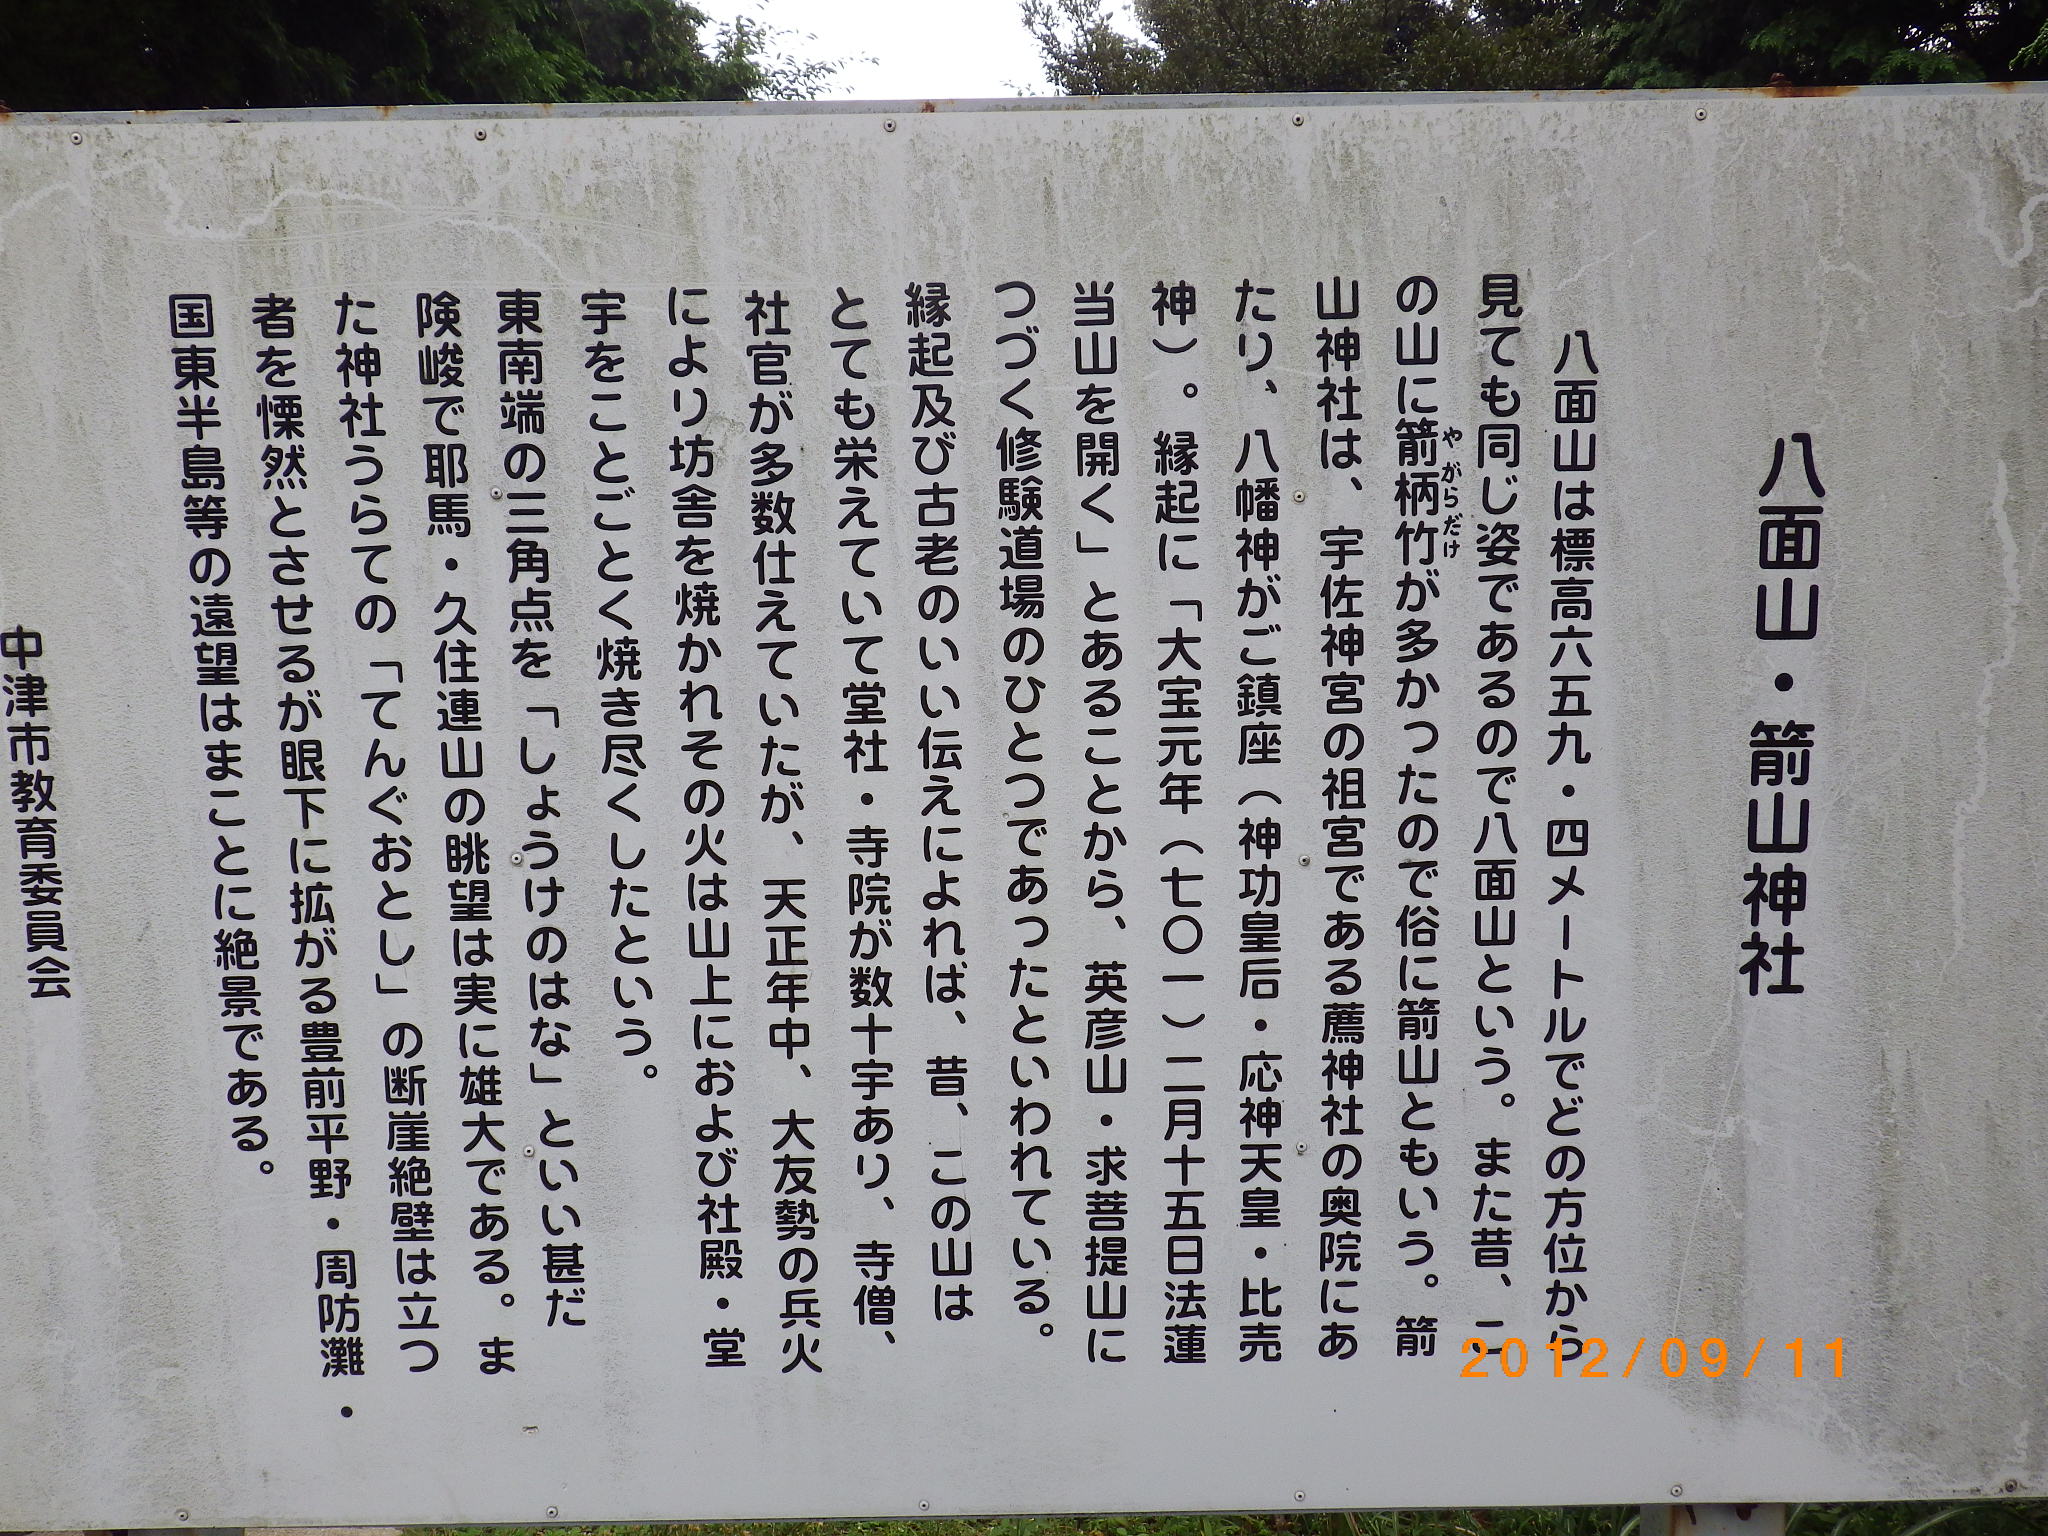 八面山・箭山神社
八面山は標高六五九・四メートルでどの方位から
見ても同じ姿であるので八面山という。また昔、こ
の山に箭柄竹が多かったので俗に箭山ともいう。箭
やがらだけ
山神社は、宇佐神宮の祖宮である薦神社の奥院にあ
たり、八幡神がご鎮座（神功皇后・応神天皇・比売
神）。縁起に「大宝元年（七〇一）二月十五日法蓮
当山を開く」とあることから、英彦山・求菩提山に
つづく修験道場のひとつであったといわれている。
縁起及び古老のいい伝えによれば、昔、この山は
とても栄えていて堂社・寺院が数十宇あり、寺僧、
社官が多数仕えていたが、天正年中、大友勢の兵火
により坊舎を焼かれその火は山上におよび社殿・堂
宇をことごとく焼き尽くしたという。
東南端の三角点を「しょうけのはな」といい甚だ
険峻で耶馬・久住連山の眺望は実に雄大である。ま
た神社うらての「てんぐおとし」の断崖絶壁は立つ
者を慄然とさせるが眼下に拡がる豊前平野・周防灘・
国東半島等の遠望はまことに絶景である。
中津市教育委員会
2012/09/11